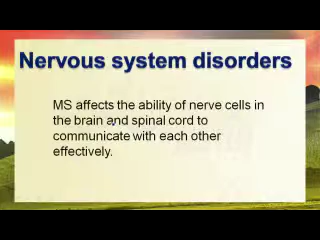 Nervous system disorders
MS affects the ability of nerve cells in
the brain and spinal cord to
communicate with each other
effectively.